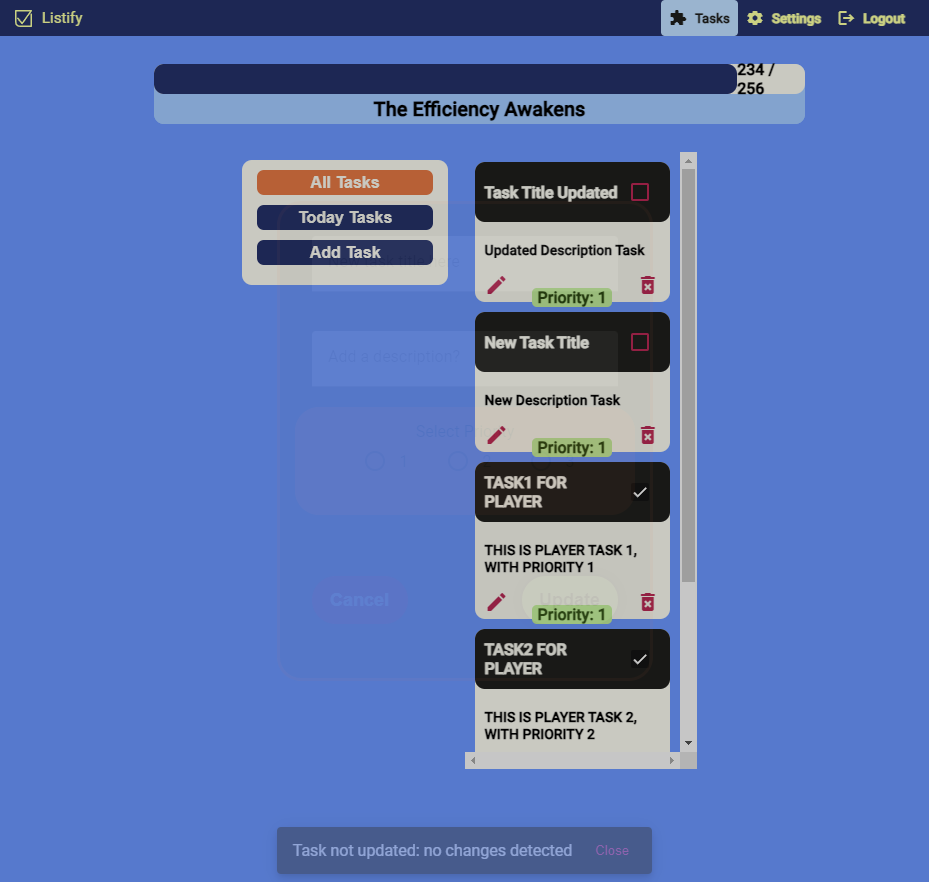 Listify
Tasks
Settings
Logout
234 /
256
The Efficiency Awakens
All Tasks
Today Tasks
Add Task
Task Title Updated
Updated Description Task
Priority: 1
New Task Title
New Description Task
Priority: 1
TASK1 FOR
PLAYER
THIS IS PLAYER TASK 1,
WITH PRIORITY 1
Priority: 1
TASK2 FOR
PLAYER
THIS IS PLAYER TASK 2,
WITH PRIORITY 2
Add a description?
Select Priority
1
Cancel
Update
Task not updated: no changes detected
Close